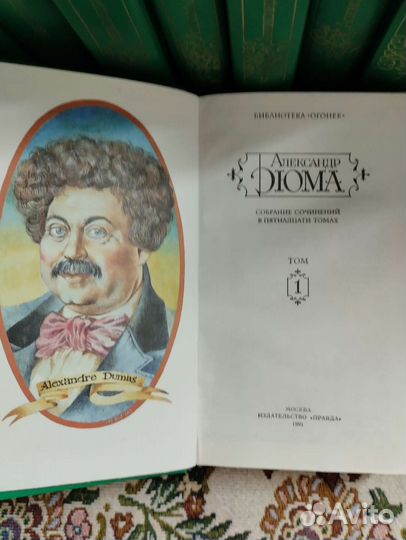 Alexandre Dumas
БИБЛИОТЕКА «ОГОНЕК»
АЛЕКСАНДР
ДЮМА
СОБРАНИЕ СОЧИНЕНИЙ
В ПЯТНАДЦАТИ ТОМАХ
ТОМ
1
МОСКВА
ИЗДАТЕЛЬСТВО «ПРАВДА»
1991
Avito